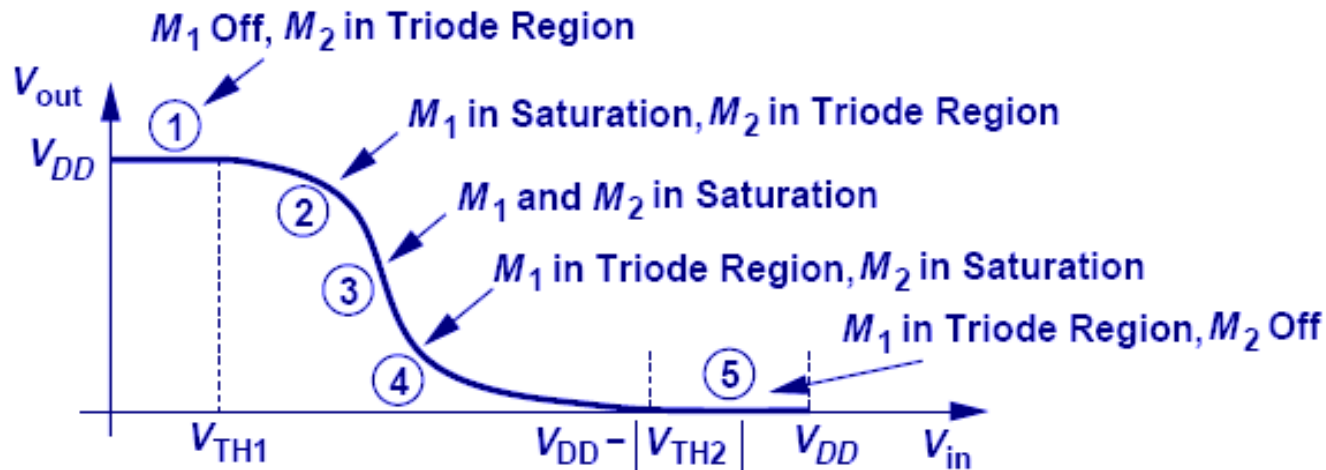 M1 Off, M2 in Triode Region
Vout
1
M1 in Saturation, M2 in Triode Region
VDD
2
M1 and M2 in Saturation
3
M1 in Triode Region, M2 in Saturation
M1 in Triode Region, M2 Off
4
5
VTH1
VDD − |VTH2|
VDD
Vin